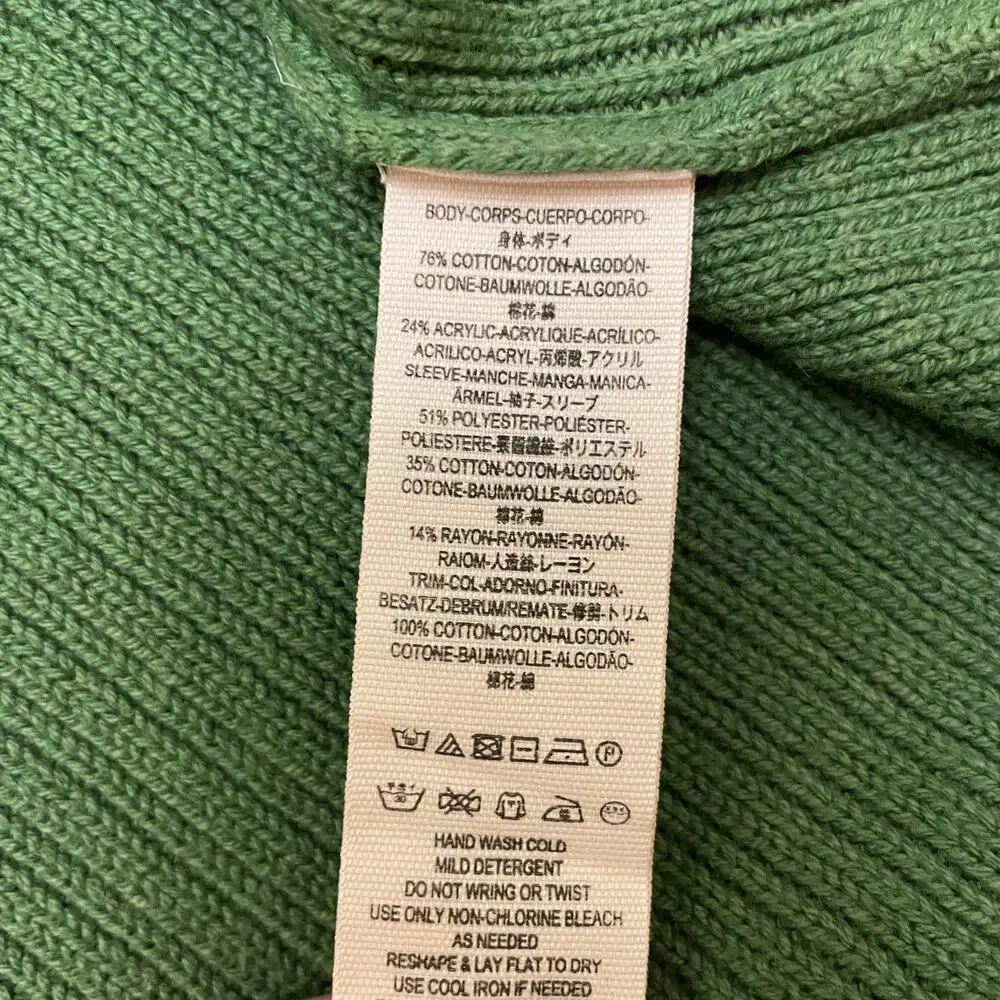 BODY-CORPS-CUERPO-CORPO-
身体-ボディ
76% COTTON-COTON-ALGODÓN-
COTONE-BAUMWOLLE-ALGODÃO-
棉花-綿
24% ACRYLIC-ACRYLIQUE-ACRÍLICO-
ACRILICO-ACRYL-丙烯酸-アクリル
SLEEVE-MANCHE-MANGA-MANICA-
ÄRMEL-袖子-スリーブ
51% POLYESTER-POLIÉSTER-
POLIESTERE-聚酯纖維-ポリエステル
35% COTTON-COTON-ALGODÓN-
COTONE-BAUMWOLLE-ALGODÃO-
棉花-綿
14% RAYON-RAYONNE-RAYÓN-
RAIOM-人造絲-レーヨン
TRIM-COL-ADORNO-FINITURA-
BESATZ-DEBRUM/REMATE-修剪-トリム
100% COTTON-COTON-ALGODÓN-
COTONE-BAUMWOLLE-ALGODÃO-
棉花-綿
P
30
HAND WASH COLD
MILD DETERGENT
DO NOT WRING OR TWIST
USE ONLY NON-CHLORINE BLEACH
AS NEEDED
RESHAPE & LAY FLAT TO DRY
USE COOL IRON IF NEEDED